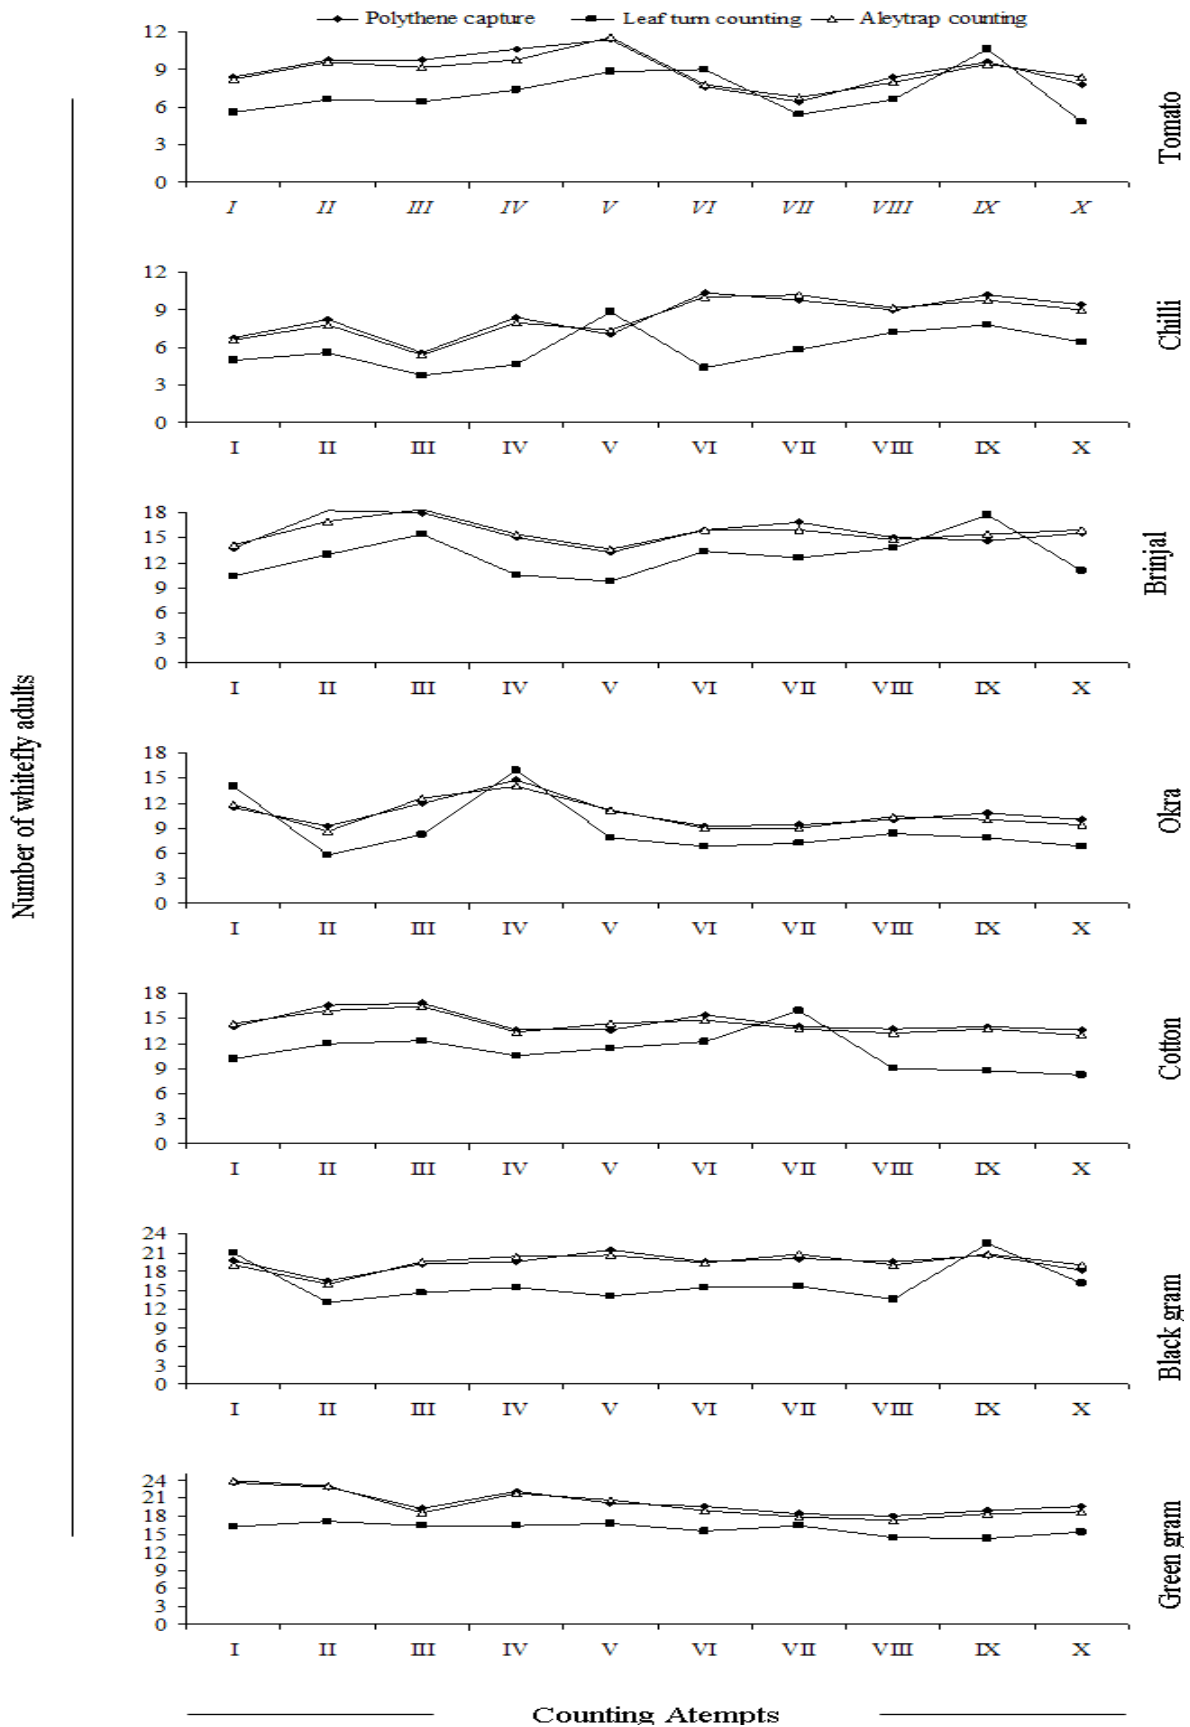 Polythene capture Leaf turn counting Aleytrap counting
12
9
6
3
0
I II III IV V VI VII VIII IX X
Tomato
12
9
6
3
0
I II III IV V VI VII VIII IX X
Chilli
18
15
12
9
6
3
0
I II III IV V VI VII VIII IX X
Brinjal
Number of whitefly adults
18
15
12
9
6
3
0
I II III IV V VI VII VIII IX X
Okra
18
15
12
9
6
3
0
I II III IV V VI VII VIII IX X
Cotton
24
21
18
15
12
9
6
3
0
I II III IV V VI VII VIII IX X
Black gram
24
21
18
15
12
9
6
3
0
I II III IV V VI VII VIII IX X
Green gram
Counting Atempts